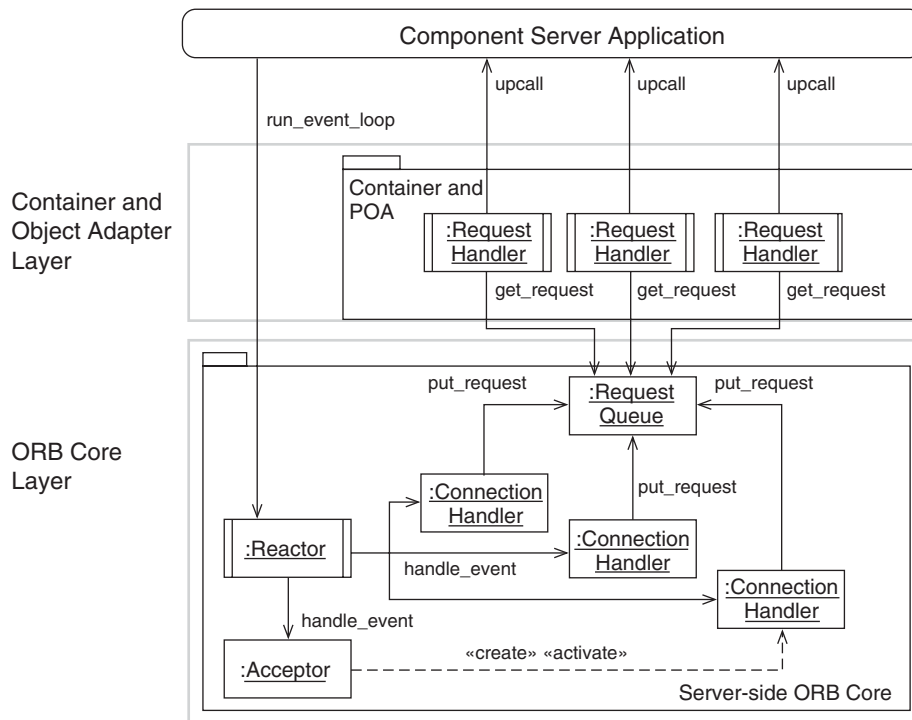 Component Server Application
upcall
upcall
upcall
run_event_loop
Container and
Object Adapter
Layer
Container and
POA
:Request
Handler
:Request
Handler
:Request
Handler
get_request
get_request
get_request
ORB Core
Layer
put_request
:Request
Queue
put_request
:Connection
Handler
put_request
:Reactor
:Connection
Handler
handle_event
:Connection
Handler
handle_event
:Acceptor
«create» «activate»
Server-side ORB Core